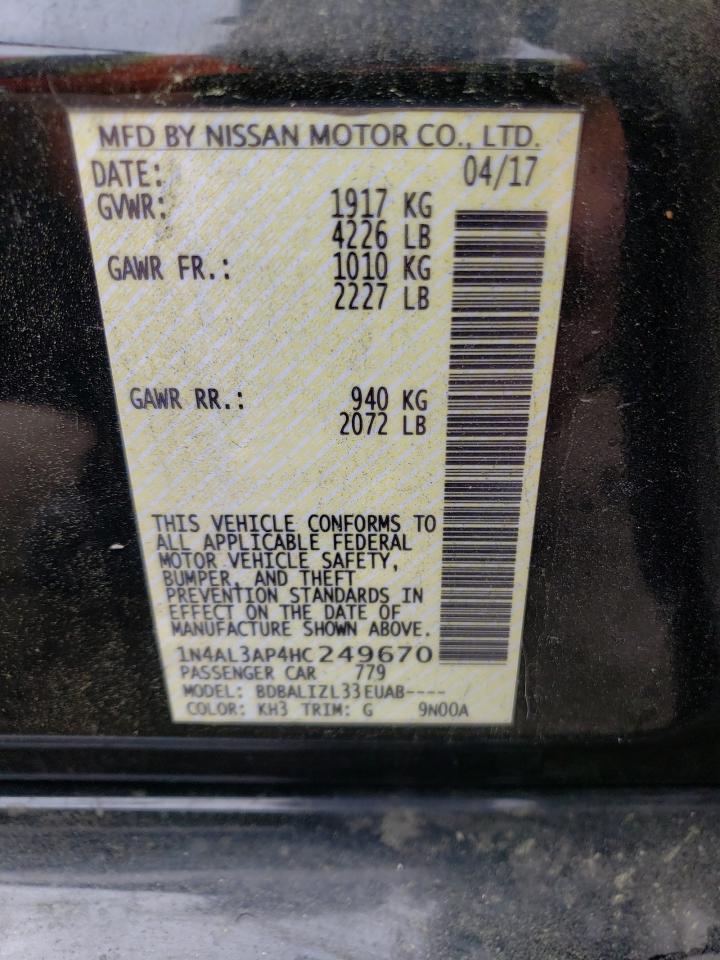 MFD BY NISSAN MOTOR CO., LTD.
DATE: 04/17
GVWR: 1917 KG
4226 LB
GAWR FR.: 1010 KG
2227 LB
GAWR RR.: 940 KG
2072 LB
THIS VEHICLE CONFORMS TO
ALL APPLICABLE FEDERAL
MOTOR VEHICLE SAFETY,
BUMPER, AND THEFT
PREVENTION STANDARDS IN
EFFECT ON THE DATE OF
MANUFACTURE SHOWN ABOVE.
1N4AL3AP4HC 249670
PASSENGER CAR 779
MODEL: BDBALIZL33EUAB----
COLOR: KH3 TRIM: G 9N00A